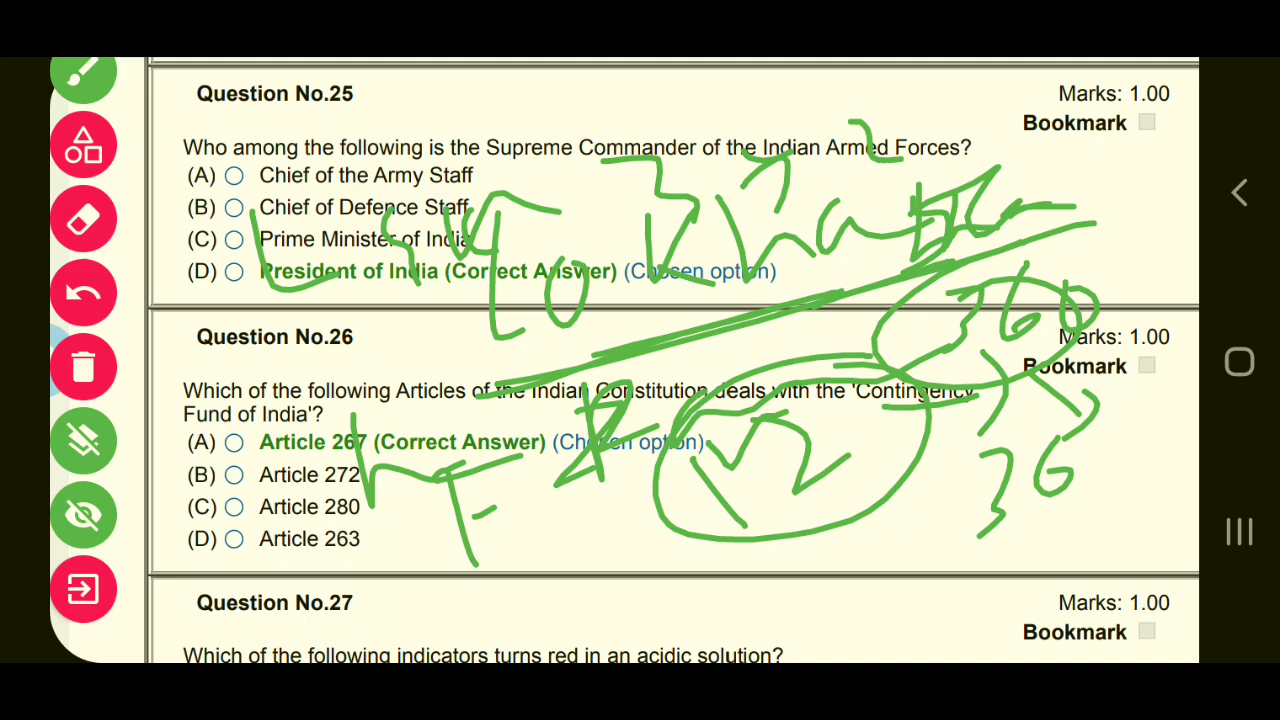 Question No.25 Marks: 1.00
Bookmark
Who among the following is the Supreme Commander of the Indian Armed Forces?
(A) Chief of the Army Staff
(B) Chief of Defence Staff
(C) Prime Minister of India
(D) President of India (Correct Answer) (Chosen option)
Question No.26 Marks: 1.00
Bookmark
Which of the following Articles of the Indian Constitution deals with the 'Contingency
Fund of India'?
(A) Article 267 (Correct Answer) (Chosen option)
(B) Article 272
(C) Article 280
(D) Article 263
360
Question No.27 Marks: 1.00
Bookmark
Which of the following indicators turns red in an acidic solution?